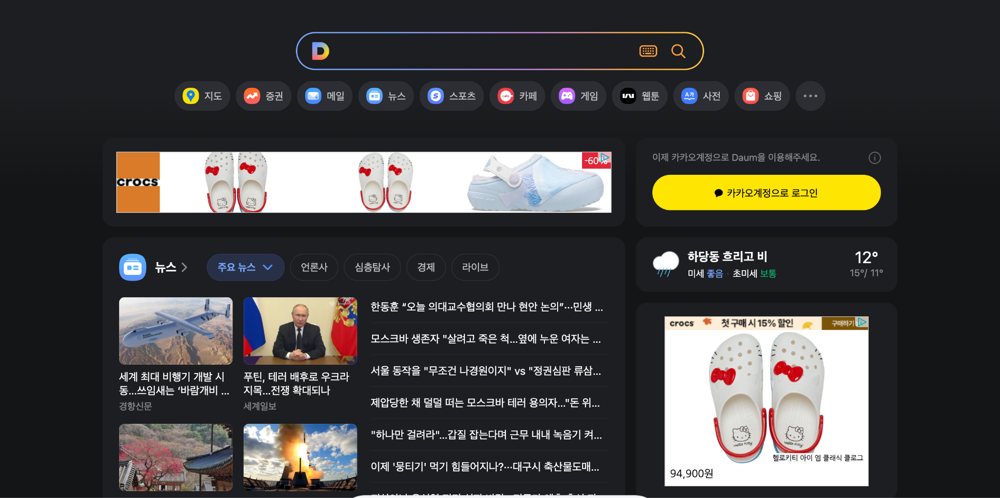 D
지도
증권
메일
뉴스
스포츠
cafe 카페
게임
웹툰
A가 사전
쇼핑
crocs
-60%
이제 카카오계정으로 Daum을 이용해주세요.
카카오계정으로 로그인
뉴스
주요 뉴스
언론사
심층탐사
경제
라이브
하당동 흐리고 비
미세 좋음 · 초미세 보통
12°
15°/ 11°
세계 최대 비행기 개발 시
동...쓰임새는 ‘바람개비 ...
경향신문
푸틴, 테러 배후로 우크라
지목...전쟁 확대되나
세계일보
한동훈 “오늘 의대교수협의회 만나 현안 논의”…민생 ...
모스크바 생존자 "살려고 죽은 척...옆에 누운 여자는 ...
서울 동작을 "무조건 나경원이지" vs "정권심판 류삼...
제압당한 채 덜덜 떠는 모스크바 테러 용의자..."돈 위...
"하나만 걸려라"...갑질 잡는다며 근무 내내 녹음기 켜...
이제 '뭉티기' 먹기 힘들어지나?…대구시 축산물도매...
crocs 첫 구매 시 15% 할인 구매하기
Hello Kitty
Hello Kitty
헬로키티 아이 엠 클래식 클로그
94,900원